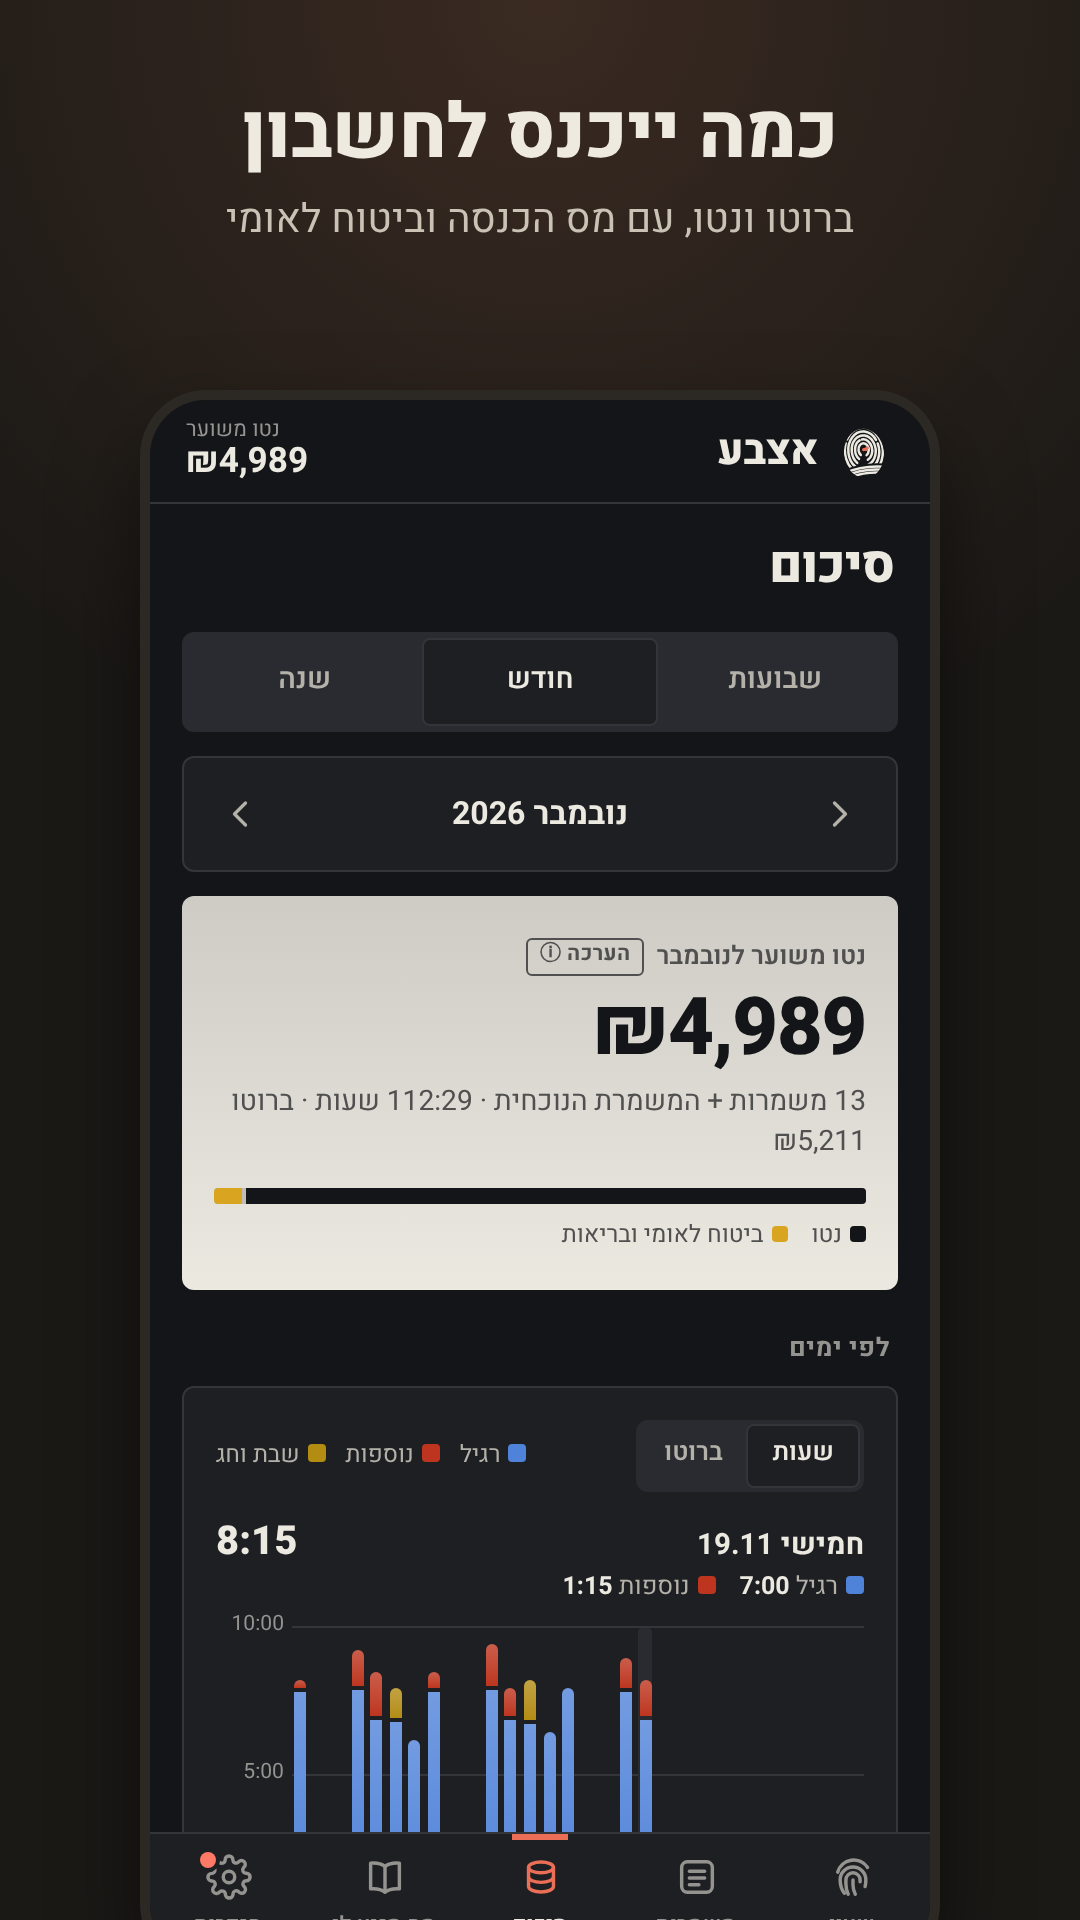 כמה ייכנס לחשבון
ברוטו ונטו, עם מס הכנסה וביטוח לאומי
אצבע
נטו משוער
₪4,989
סיכום
שבועות
חודש
שנה
נובמבר 2026
נטו משוער לנובמבר
הערכה ⓘ
₪4,989
13 משמרות + המשמרת הנוכחית · 112:29 שעות · ברוטו
₪5,211
נטו
ביטוח לאומי ובריאות
לפי ימים
שעות
ברוטו
רגיל
נוספות
שבת וחג
חמישי 19.11
8:15
רגיל 7:00
נוספות 1:15
10:00
5:00